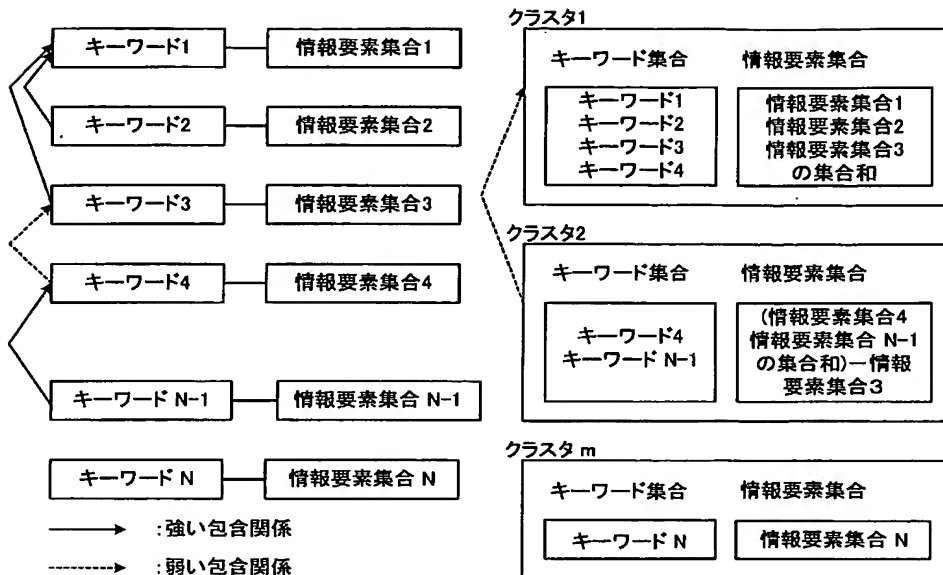 キーワード1
情報要素集合1
キーワード2
情報要素集合2
キーワード3
情報要素集合3
キーワード4
情報要素集合4
キーワード N-1
情報要素集合 N-1
キーワード N
情報要素集合 N
:強い包含関係
:弱い包含関係
クラスタ1
キーワード集合
情報要素集合
キーワード1
キーワード2
キーワード3
キーワード4
情報要素集合1
情報要素集合2
情報要素集合3
の集合和
クラスタ2
キーワード集合
情報要素集合
キーワード4
キーワード N-1
(情報要素集合4
情報要素集合 N-1
の集合和)ー情報
要素集合3
クラスタ m
キーワード集合
情報要素集合
キーワード N
情報要素集合 N